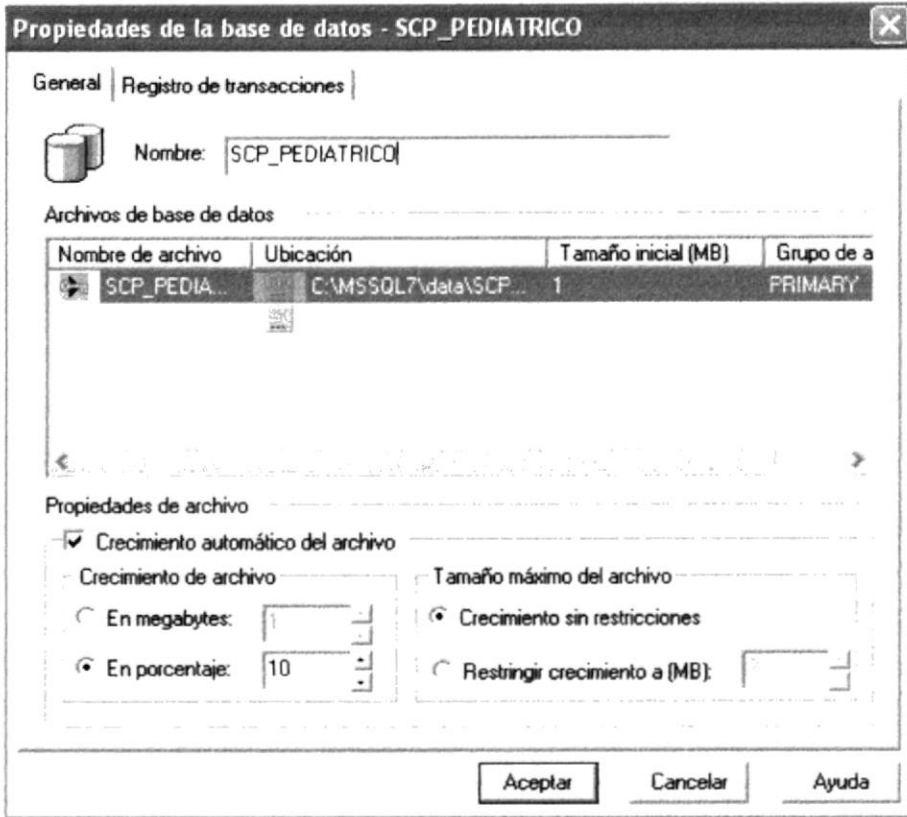 Propiedades de la base de datos - SCP_PEDIATRICO
General Registro de transacciones
Nombre: SCP_PEDIATRICO
Archivos de base de datos
Nombre de archivo Ubicación Tamaño inicial (MB) Grupo de a
SCP_PEDIA... C:\MSSQL7\data\SCP... 1 PRIMARY
Propiedades de archivo
Crecimiento automático del archivo
Crecimiento de archivo Tamaño máximo del archivo
En megabytes: 1 Crecimiento sin restricciones
En porcentaje: 10 Restringir crecimiento a (MB):
Aceptar Cancelar Ayuda